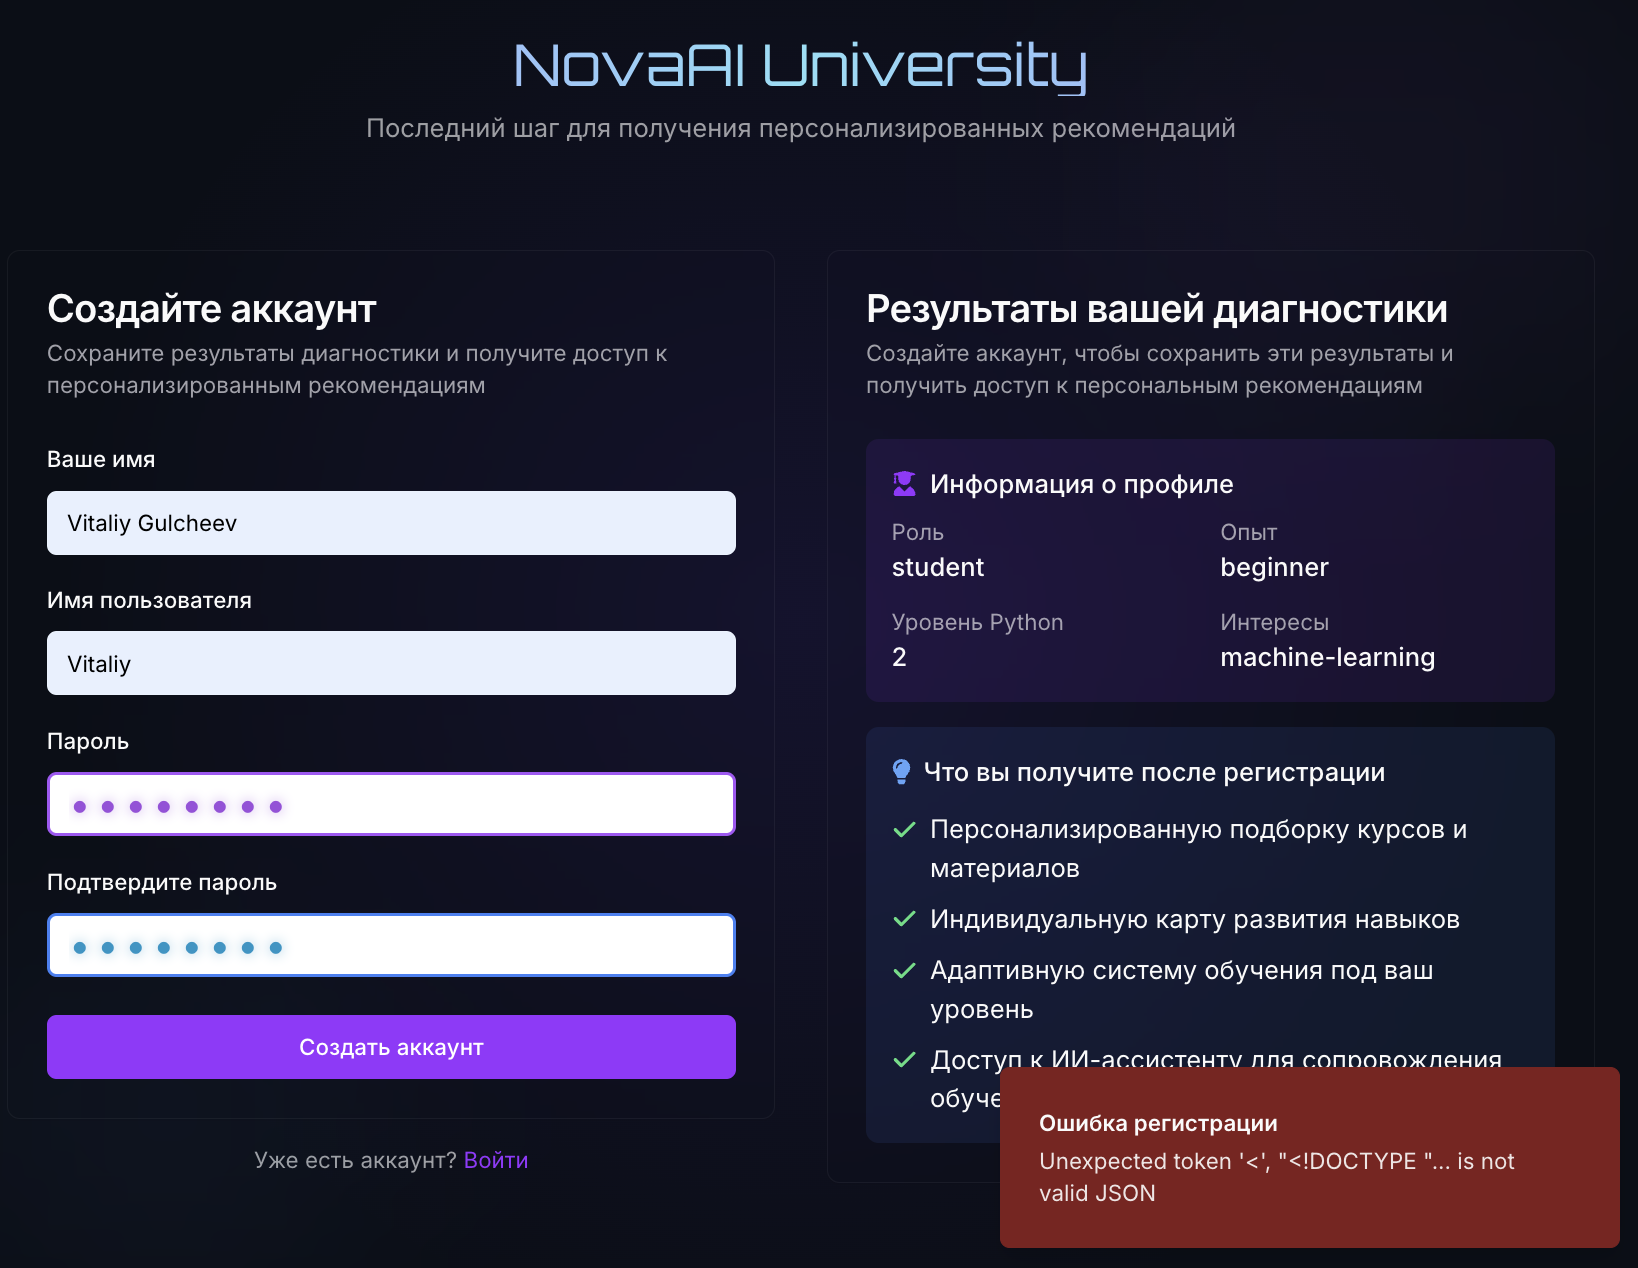 NovaAI University
Последний шаг для получения персонализированных рекомендаций
Создайте аккаунт
Сохраните результаты диагностики и получите доступ к
персонализированным рекомендациям
Ваше имя
Vitaliy Gulcheev
Имя пользователя
Vitaliy
Пароль
Подтвердите пароль
Создать аккаунт
Уже есть аккаунт? Войти
Результаты вашей диагностики
Создайте аккаунт, чтобы сохранить эти результаты и
получить доступ к персональным рекомендациям
Информация о профиле
Роль
student
Опыт
beginner
Уровень Python
2
Интересы
machine-learning
Что вы получите после регистрации
Персонализированную подборку курсов и
материалов
Индивидуальную карту развития навыков
Адаптивную систему обучения под ваш
уровень
Доступ к ИИ-ассистенту для сопровождения
Ошибка регистрации
Unexpected token '<', "<!DOCTYPE "... is not
valid JSON